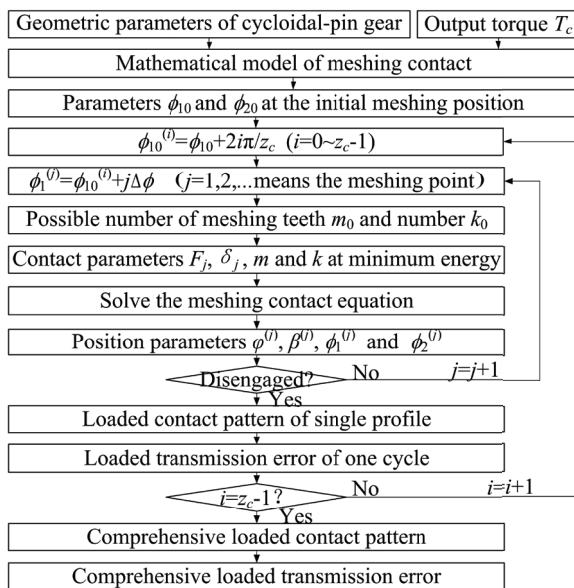 Geometric parameters of cycloidal-pin gear
Output torque T_c
Mathematical model of meshing contact
Parameters ϕ₁₀ and ϕ₂₀ at the initial meshing position
ϕ₁₀⁽ⁱ⁾=ϕ₁₀+2iπ/z_c (i=0~z_c-1)
ϕ₁⁽ʲ⁾=ϕ₁₀⁽ⁱ⁾+jΔϕ (j=1,2,...means the meshing point)
Possible number of meshing teeth m₀ and number k₀
Contact parameters F_j, δ_j, m and k at minimum energy
Solve the meshing contact equation
Position parameters φ⁽ʲ⁾, β⁽ʲ⁾, ϕ₁⁽ʲ⁾ and ϕ₂⁽ʲ⁾
Disengaged? No j=j+1
Yes
Loaded contact pattern of single profile
Loaded transmission error of one cycle
i=z_c-1? No i=i+1
Yes
Comprehensive loaded contact pattern
Comprehensive loaded transmission error